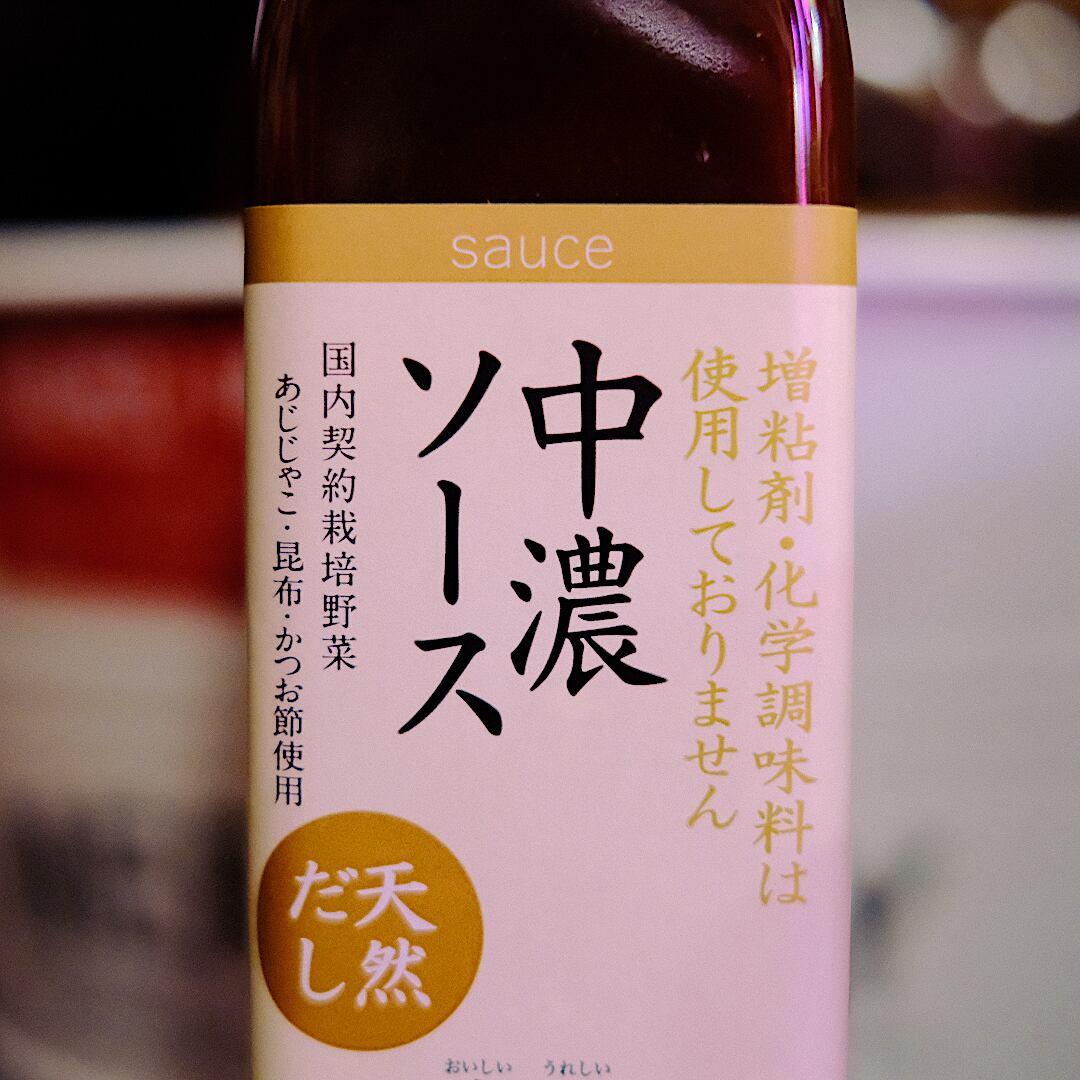 sauce
増粘剤・化学調味料は
使用しておりません
中濃
ソース
国内契約栽培野菜
あじじゃこ・昆布・かつお節使用
天然
だし
おいしい うれしい